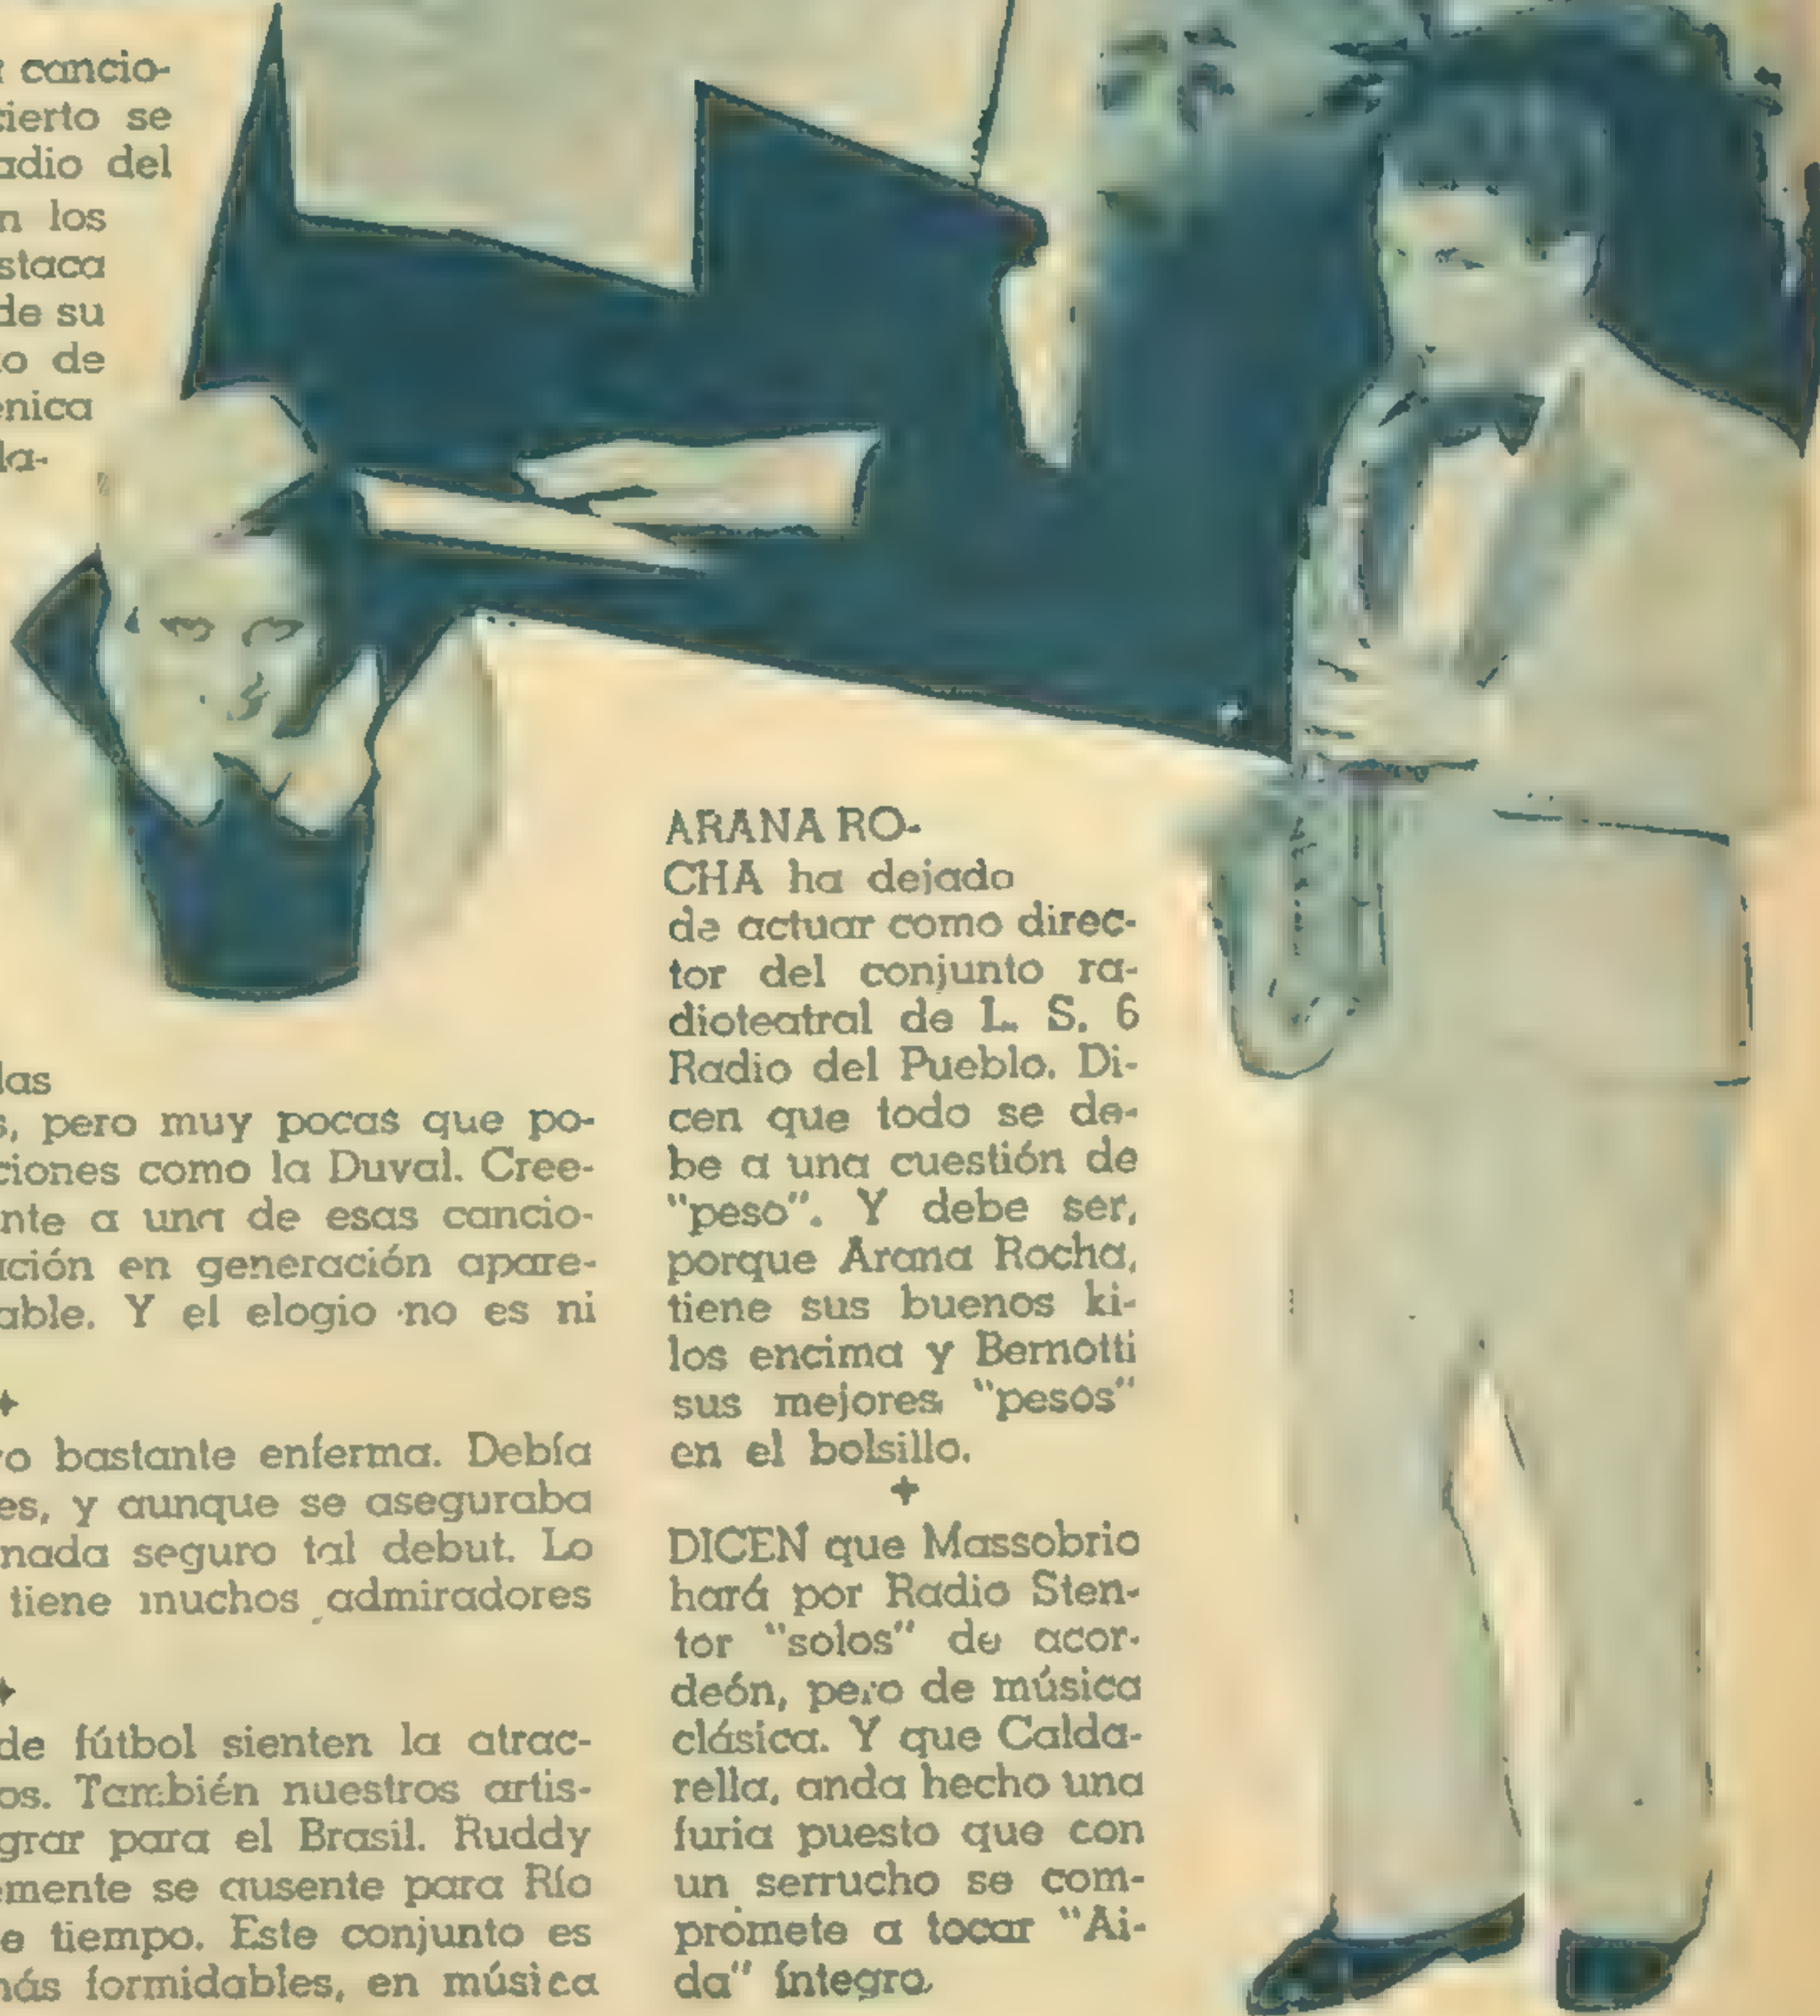 cancio-
cierto se
adio del
n los
staca
de su
o de
énica
la-
las
s, pero muy pocas que po-
ciones como la Duval. Cree-
nte a una de esas cancio-
ación en generación apare-
able. Y el elogio no es ni
o bastante enferma. Debía
es, y aunque se aseguraba
nada seguro tal debut. Lo
tiene muchos admiradores
de fútbol sienten la atrac-
os. También nuestros artis-
grar para el Brasil. Ruddy
emente se ausente para Río
e tiempo. Este conjunto es
más formidables, en música
ARANA RO-
CHA ha dejado
de actuar como direc-
tor del conjunto ra-
dioteatral de L. S. 6
Radio del Pueblo. Di-
cen que todo se de-
be a una cuestión de
"peso". Y debe ser,
porque Arana Rocha,
tiene sus buenos ki-
los encima y Bernotti
sus mejores "pesos"
en el bolsillo.
DICEN que Massobrio
hará por Radio Sten-
tor "solos" de acor-
deón, pero de música
clásica. Y que Calda-
rella, anda hecho una
furia puesto que con
un serrucho se com-
promete a tocar "Ai-
da" íntegro.